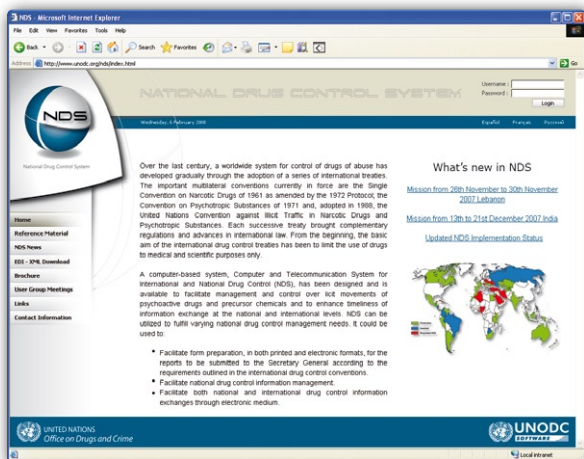 NDS - Microsoft Internet Explorer
File Edit View Favorites Tools Help
Back Search Favorites
Address http://www.unodc.org/nds/index.html Go
NDS
National Drug Control System
NATIONAL DRUG CONTROL SYSTEM
Username :
Password :
Login
Wednesday, 6 February 2008
Español Français Русский
Home
Reference Material
NDS News
EDI - XML Download
Brochure
User Group Meetings
Links
Contact Information
Over the last century, a worldwide system for control of drugs of abuse has
developed gradually through the adoption of a series of international treaties.
The important multilateral conventions currently in force are the Single
Convention on Narcotic Drugs of 1961 as amended by the 1972 Protocol, the
Convention on Psychotropic Substances of 1971 and, adopted in 1988, the
United Nations Convention against Illicit Traffic in Narcotic Drugs and
Psychotropic Substances. Each successive treaty brought complementary
regulations and advances in international law. From the beginning, the basic
aim of the international drug control treaties has been to limit the use of drugs
to medical and scientific purposes only.
A computer-based system, Computer and Telecommunication System for
International and National Drug Control (NDS), has been designed and is
available to facilitate management and control over licit movements of
psychoactive drugs and precursor chemicals and to enhance timeliness of
information exchange at the national and international levels. NDS can be
utilized to fulfill varying national drug control management needs. It could be
used to:
Facilitate form preparation, in both printed and electronic formats, for the
reports to be submitted to the Secretary General according to the
requirements outlined in the international drug control conventions.
Facilitate national drug control information management.
Facilitate both national and international drug control information
exchanges through electronic medium.
What's new in NDS
Mission from 26th November to 30th November
2007 Lebanon
Mission from 13th to 21st December 2007 India
Updated NDS Implementation Status
UNITED NATIONS
Office on Drugs and Crime
UNODC
SOFTWARE
Local intranet